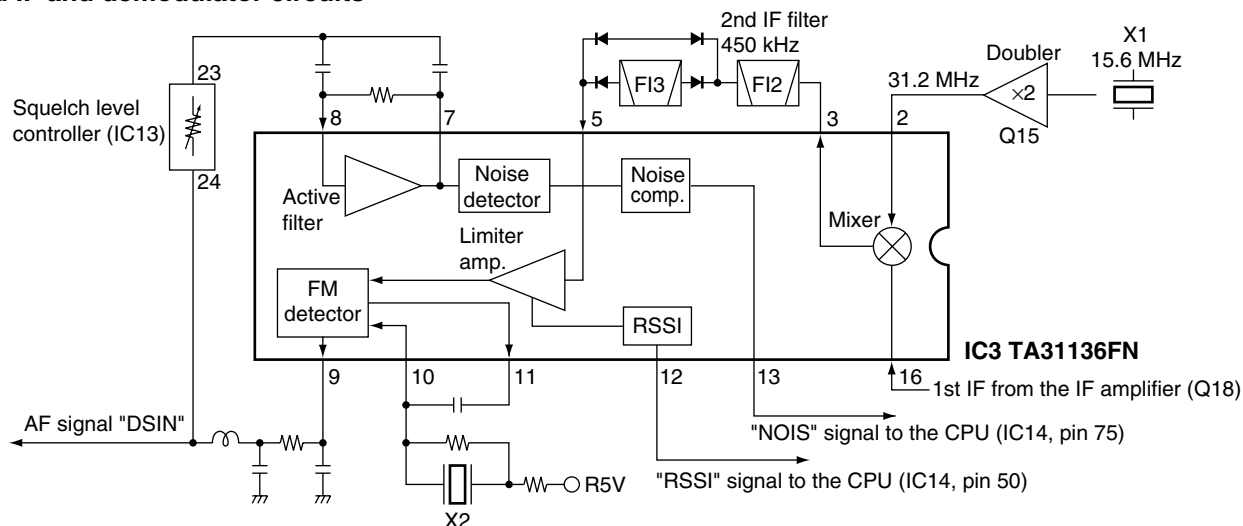 2nd IF filter
450 kHz
X1
15.6 MHz
Doubler
31.2 MHz
×2
Q15
23
Squelch level
controller (IC13)
24
FI3
FI2
8
7
5
3
2
Active
filter
Noise
detector
Noise
comp.
Mixer
Limiter
amp.
FM
detector
RSSI
IC3 TA31136FN
9
10
11
12
13
16
1st IF from the IF amplifier (Q18)
AF signal "DSIN"
"NOIS" signal to the CPU (IC14, pin 75)
"RSSI" signal to the CPU (IC14, pin 50)
R5V
X2